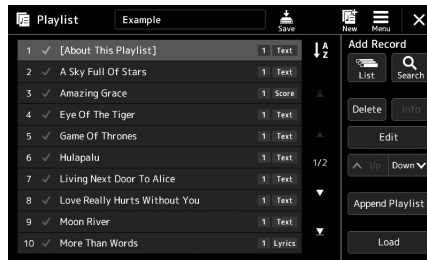 Playlist
Example
Save
New
Menu
1 [About This Playlist] 1 Text
2 A Sky Full Of Stars 1 Text
3 Amazing Grace 1 Score
4 Eye Of The Tiger 1 Text
5 Game Of Thrones 1 Text
6 Hulapalu 1 Text
7 Living Next Door To Alice 1 Text
8 Love Really Hurts Without You 1 Text
9 Moon River 1 Text
10 More Than Words 1 Lyrics
A
Z
1/2
Add Record
List
Search
Delete
Info
Edit
Up
Down
Append Playlist
Load